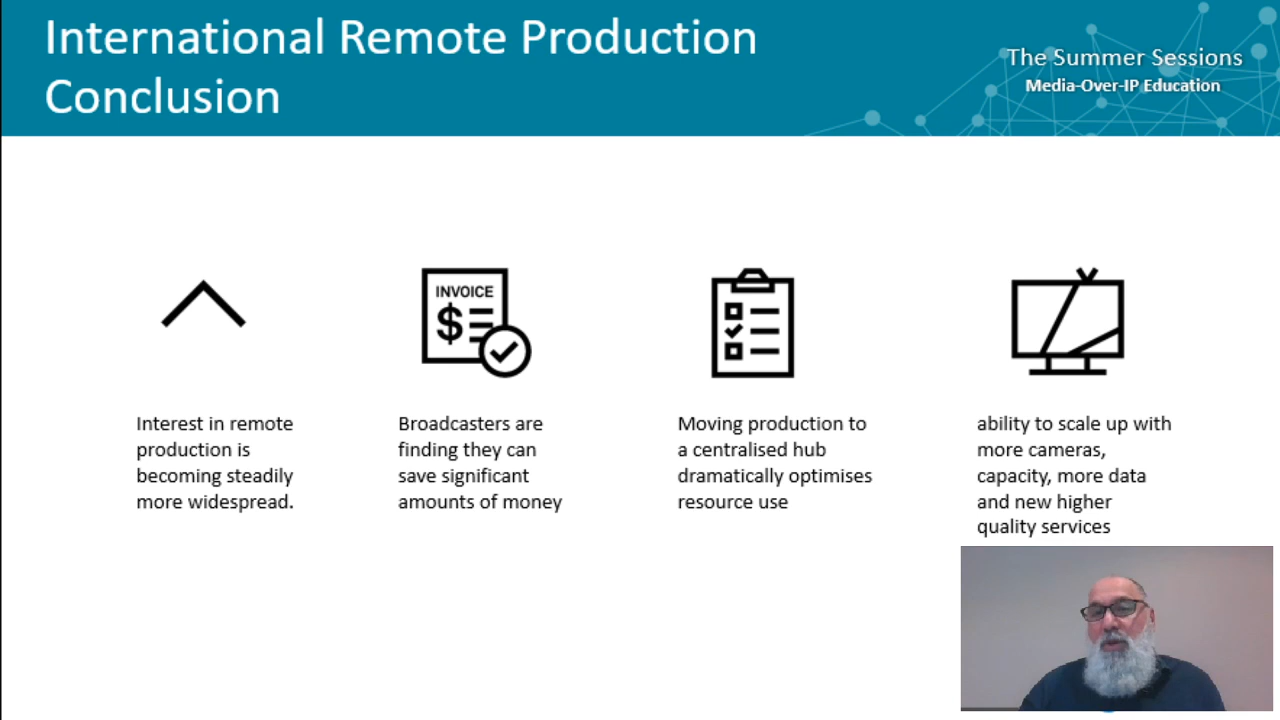 International Remote Production
Conclusion
The Summer Sessions
Media-Over-IP Education
INVOICE
$
Interest in remote
production is
becoming steadily
more widespread.
Broadcasters are
finding they can
save significant
amounts of money
Moving production to
a centralised hub
dramatically optimises
resource use
ability to scale up with
more cameras,
capacity, more data
and new higher
quality services